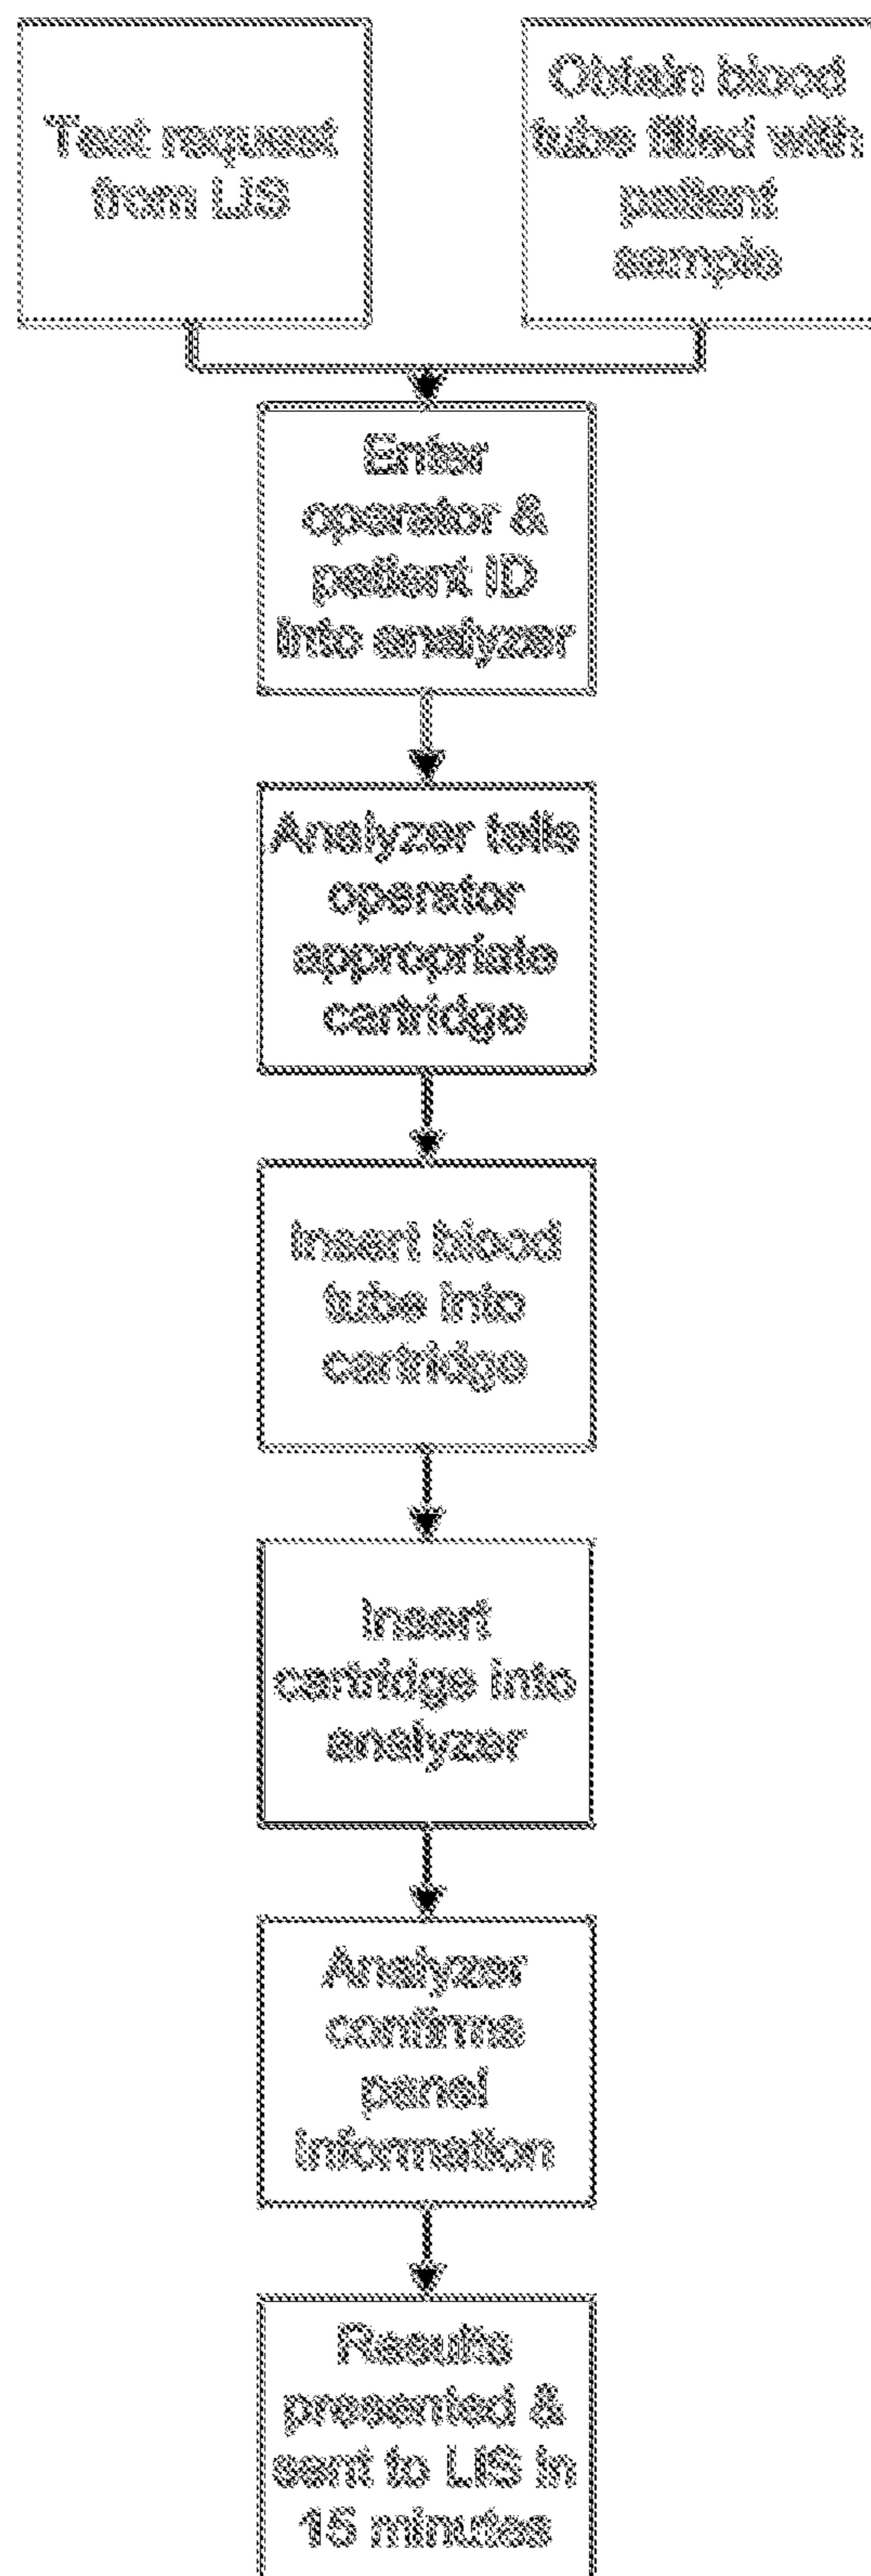 Test request
from LIS
Obtain blood
tube filled with
patient
sample
Enter
operator &
patient ID
into analyzer
Analyzer tells
operator
appropriate
cartridge
Insert blood
tube into
cartridge
Insert
cartridge into
analyzer
Analyzer
confirms
panel
information
Results
presented &
sent to LIS in
15 minutes